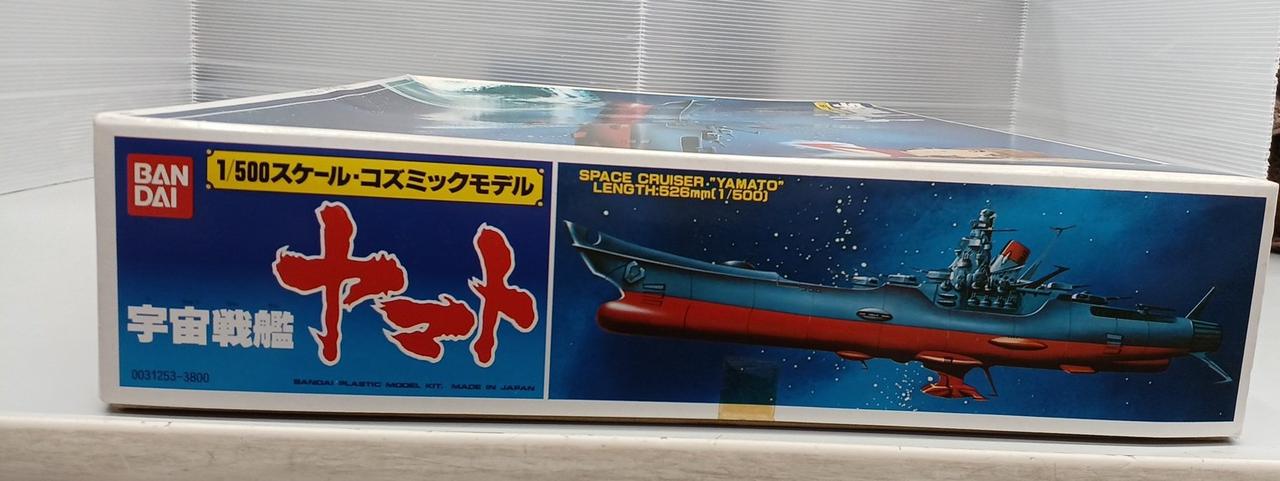 BAN
DAI
1/500スケール・コズミックモデル
宇宙戦艦
ヤマト
0031253-3800
BANDAI PLASTIC MODEL KIT. MADE IN JAPAN
SPACE CRUISER."YAMATO"
LENGTH:526mm(1/500)